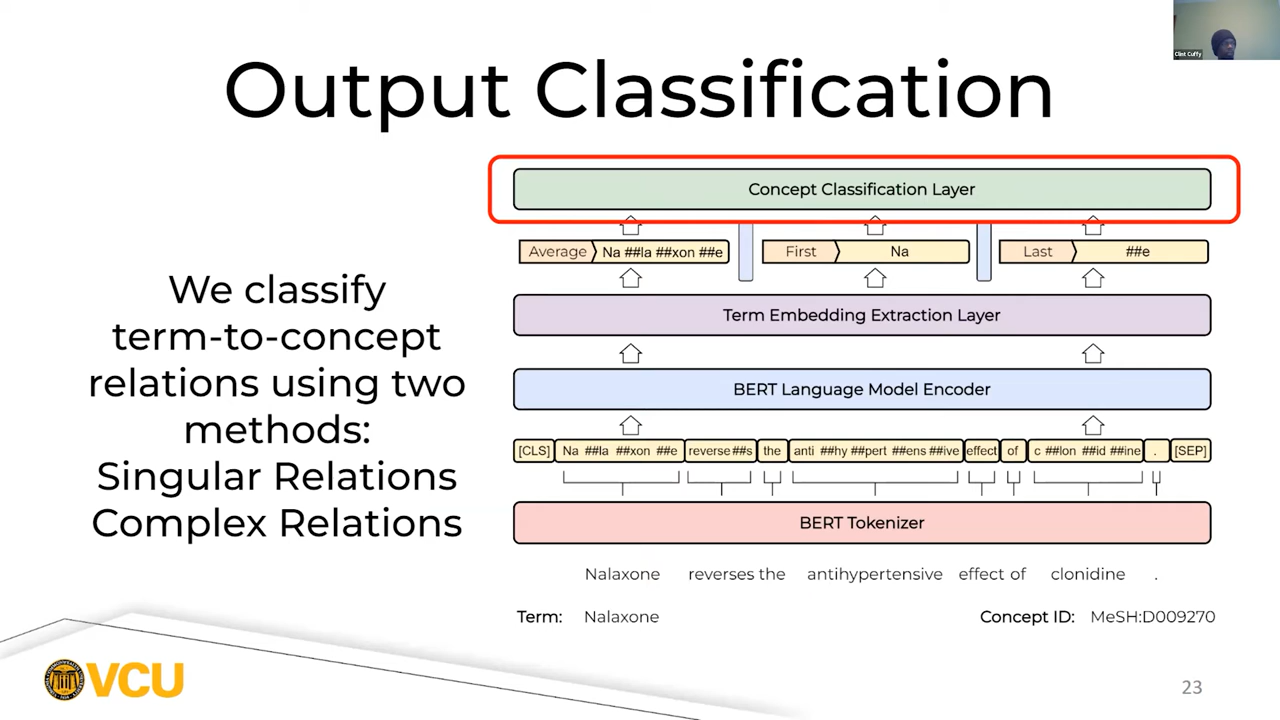 Clint Cuffy
Output Classification
We classify
term-to-concept
relations using two
methods:
Singular Relations
Complex Relations
Concept Classification Layer
Average Na ##la ##xon ##e First Na Last ##e
Term Embedding Extraction Layer
BERT Language Model Encoder
[CLS] Na ##la ##xon ##e reverse ##s the anti ##hy ##pert ##ens ##ive effect of c ##lon ##id ##ine . [SEP]
BERT Tokenizer
Nalaxone reverses the antihypertensive effect of clonidine .
Term: Nalaxone Concept ID: MeSH:D009270
VCU
23